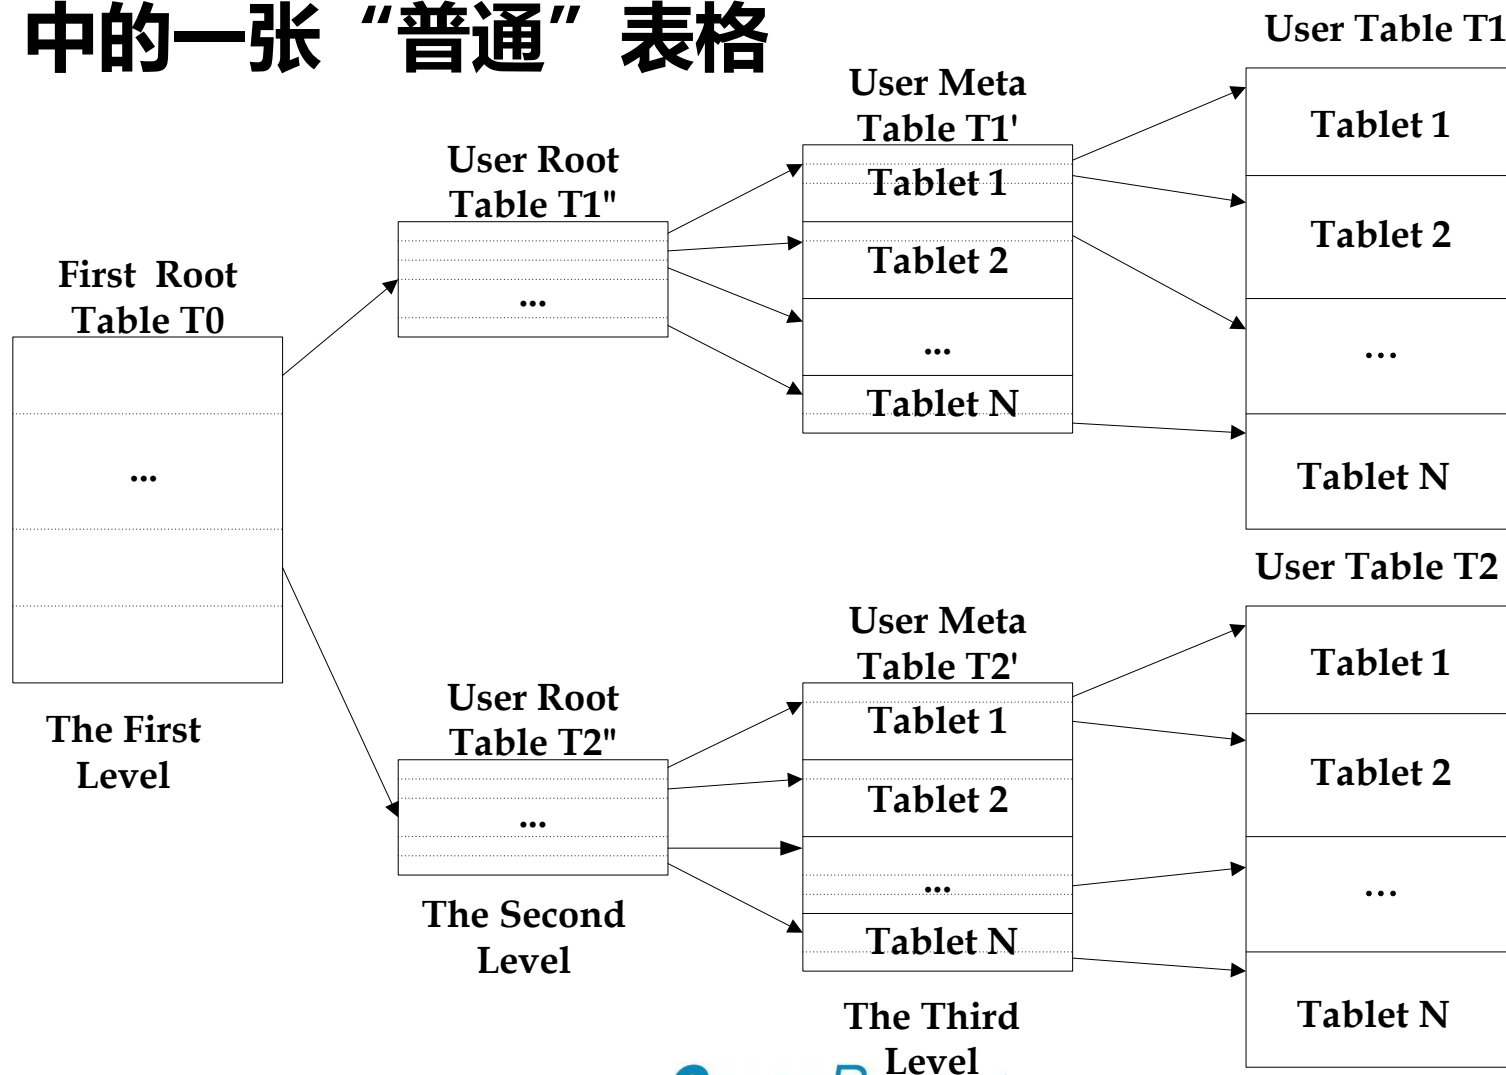 中的一张“普通”表格
First Root
Table T0
...
The First
Level
User Root
Table T1"
...
User Root
Table T2"
...
The Second
Level
User Meta
Table T1'
Tablet 1
Tablet 2
...
Tablet N
User Meta
Table T2'
Tablet 1
Tablet 2
...
Tablet N
The Third
Level
User Table T1
Tablet 1
Tablet 2
...
Tablet N
User Table T2
Tablet 1
Tablet 2
...
Tablet N